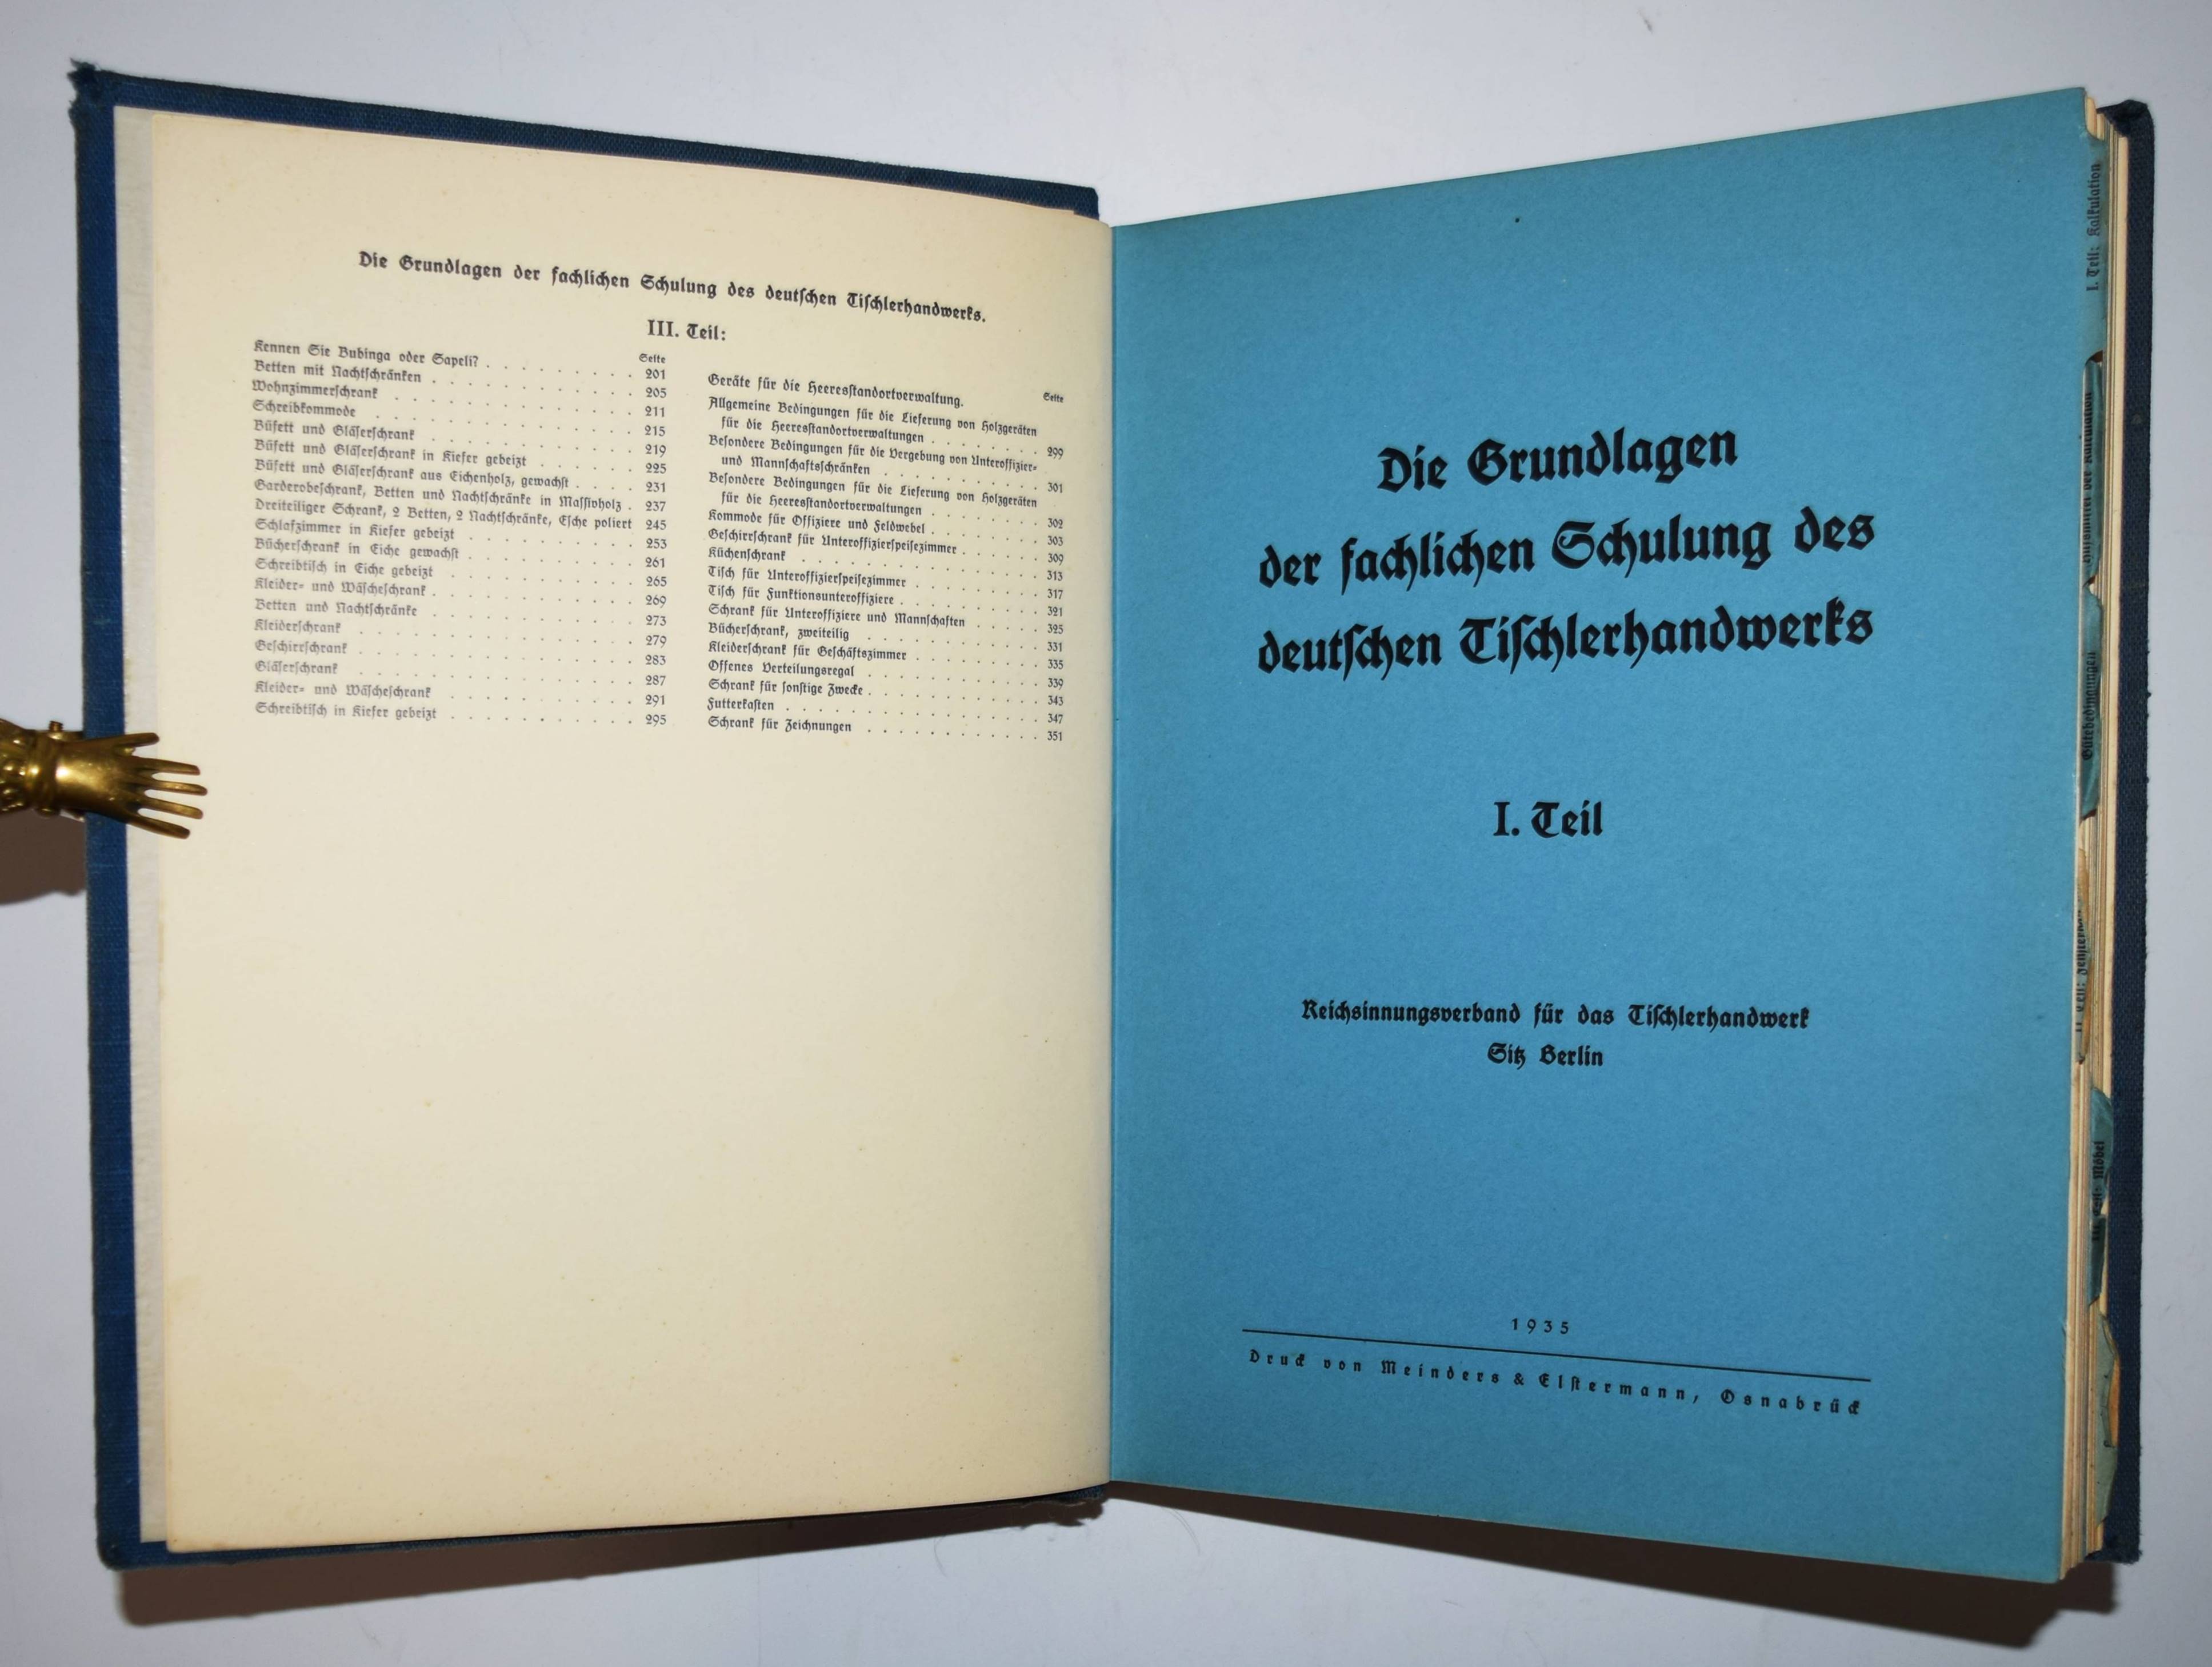 Die Grundlagen der fachlichen Schulung des deutschen Tischlerhandwerks.
III. Teil:
Seite
Kennen Sie Bubinga oder Sapeli? . . . . . . . . . 201
Betten mit Nachtschränken . . . . . . . . . . . 205
Wohnzimmerschrank . . . . . . . . . . . . . 211
Schreibkommode . . . . . . . . . . . . . . 215
Büfett und Gläserschrank . . . . . . . . . . . 219
Büfett und Gläserschrank in Kiefer gebeizt . . . . . . 225
Büfett und Gläserschrank aus Eichenholz, gewachst . . . . 231
Garderobeschrank, Betten und Nachtschränke in Massivholz . 237
Dreiteiliger Schrank, 2 Betten, 2 Nachtschränke, Esche poliert 245
Schlafzimmer in Kiefer gebeizt . . . . . . . . . 253
Bücherschrank in Eiche gewachst . . . . . . . . . 261
Schreibtisch in Eiche gebeizt . . . . . . . . . . 265
Kleider- und Wäscheschrank . . . . . . . . . . . 269
Betten und Nachtschränke . . . . . . . . . . . 273
Kleiderschrank . . . . . . . . . . . . . . 279
Geschirrschrank . . . . . . . . . . . . . . 283
Gläserschrank . . . . . . . . . . . . . . 287
Kleider- und Wäscheschrank . . . . . . . . . . 291
Schreibtisch in Kiefer gebeizt . . . . . . . . . . 295
Seite
Geräte für die Heeresstandortverwaltung.
Allgemeine Bedingungen für die Lieferung von Holzgeräten
für die Heeresstandortverwaltungen . . . . . . . . 299
Besondere Bedingungen für die Vergebung von Unteroffizier-
und Mannschaftsschränken . . . . . . . . . . 301
Besondere Bedingungen für die Lieferung von Holzgeräten
für die Heeresstandortverwaltungen . . . . . . . . 302
Kommode für Offiziere und Feldwebel . . . . . . . . 303
Geschirrschrank für Unteroffizierspeisezimmer . . . . . . 309
Küchenschrank . . . . . . . . . . . . . . 313
Tisch für Unteroffizierspeisezimmer . . . . . . . . . 317
Tisch für Funktionsunteroffiziere . . . . . . . . . . 321
Schrank für Unteroffiziere und Mannschaften . . . . . 325
Bücherschrank, zweiteilig . . . . . . . . . . . 331
Kleiderschrank für Geschäftszimmer . . . . . . . . . 335
Offenes Verteilungsregal . . . . . . . . . . . 339
Schrank für sonstige Zwecke . . . . . . . . . . . 343
Futterkasten . . . . . . . . . . . . . . . 347
Schrank für Zeichnungen . . . . . . . . . . . 351
Die Grundlagen
der fachlichen Schulung des
deutschen Tischlerhandwerks
I. Teil
Reichsinnungsverband für das Tischlerhandwerk
Sitz Berlin
1935
Druck von Meinders & Elstermann, Osnabrück
I. Teil: Kalkulation
Hilfsmittel der Kalkulation
Gütebedingungen
III. Teil: Möbel